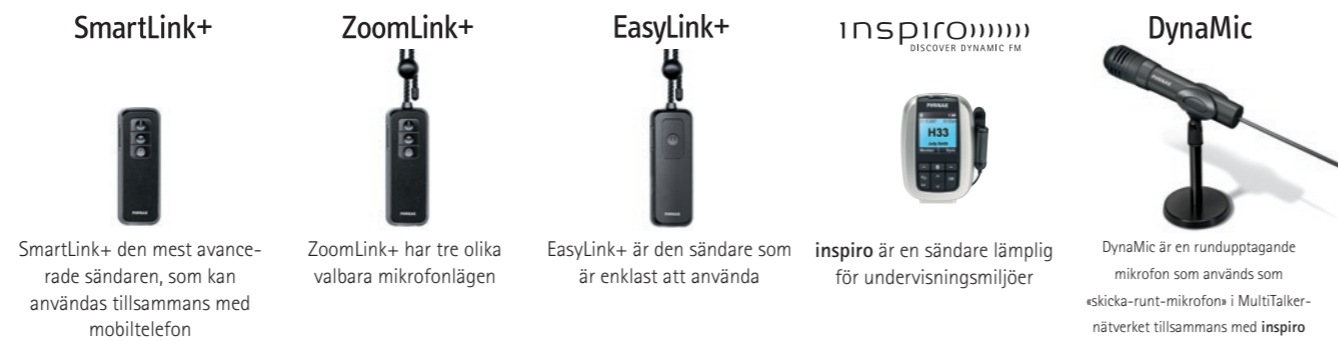 SmartLink+
SmartLink+ den mest avance-
rade sändaren, som kan
användas tillsammans med
mobiltelefon
ZoomLink+
ZoomLink+ har tre olika
valbara mikrofonlägen
EasyLink+
EasyLink+ är den sändare som
är enklast att använda
inspiro
DISCOVER DYNAMIC FM
PHONAK
H33
inspiro är en sändare lämplig
för undervisningsmiljöer
DynaMic
PHONAK
DynaMic är en rundupptagande
mikrofon som används som
«skicka-runt-mikrofon» i MultiTalker-
nätverket tillsammans med inspiro